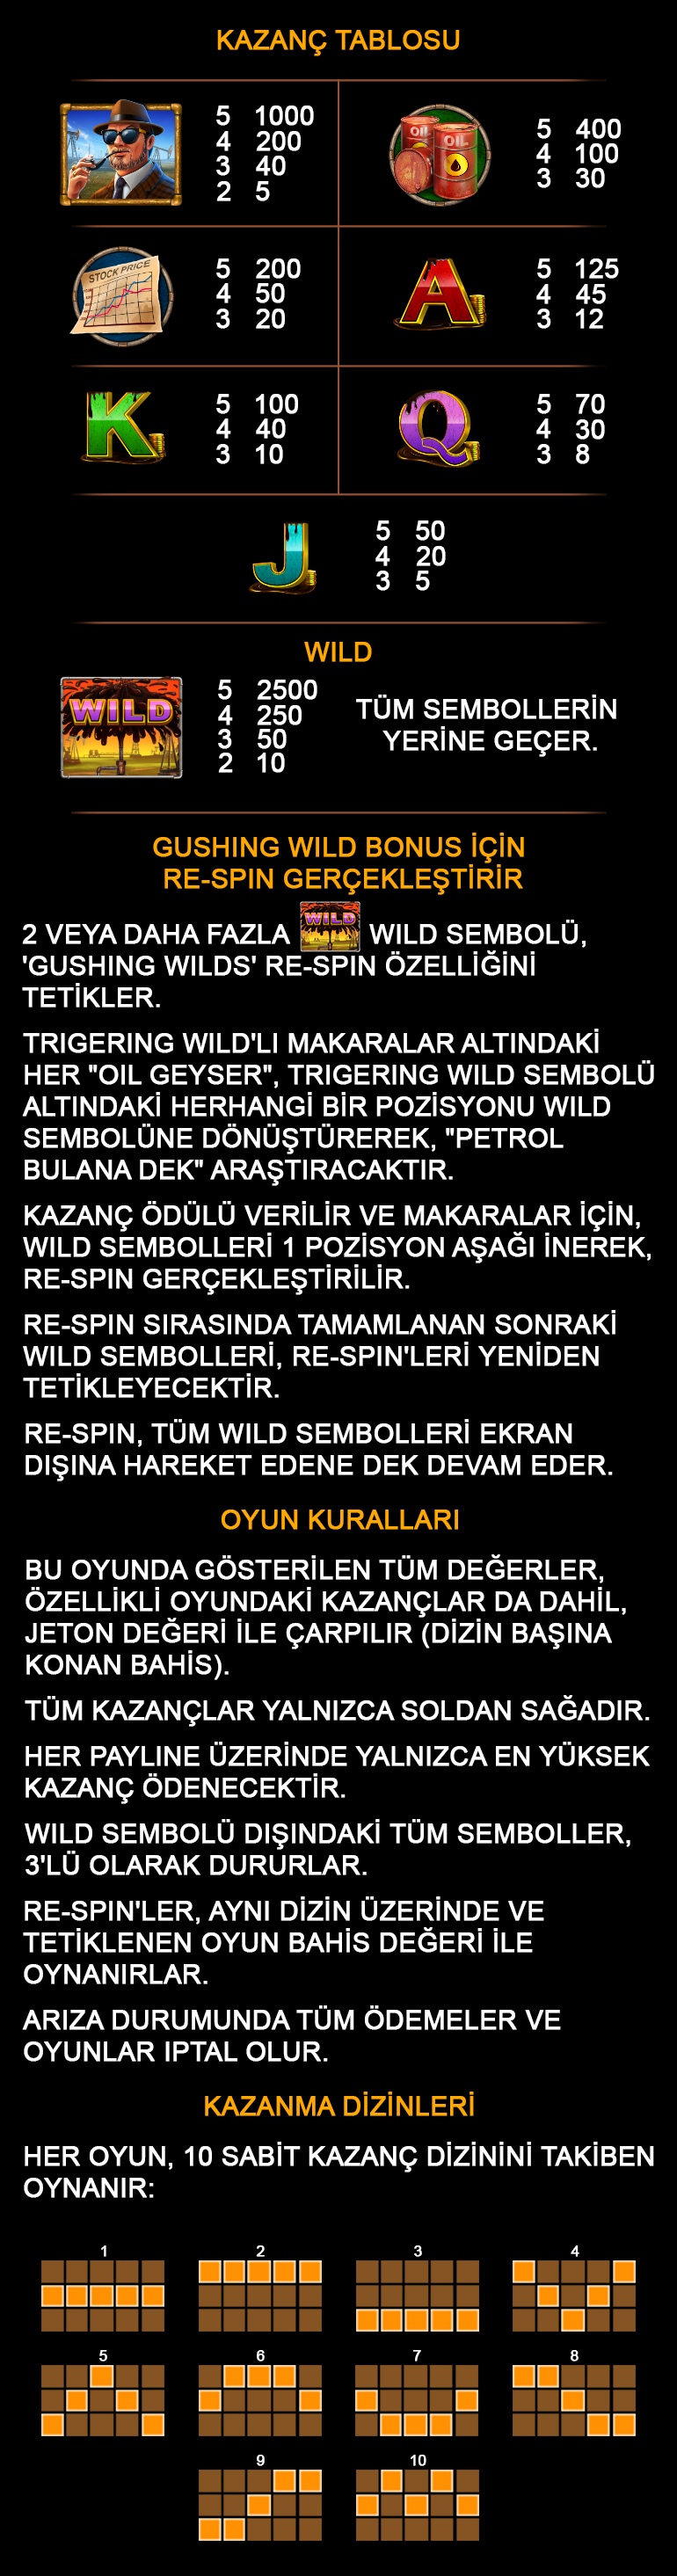 KAZANÇ TABLOSU
5 1000
4 200
3 40
2 5
OIL OIL
5 400
4 100
3 30
STOCK PRICE
5 200
4 50
3 20
A
5 125
4 45
3 12
K
5 100
4 40
3 10
Q
5 70
4 30
3 8
J
5 50
4 20
3 5
WILD
WILD
5 2500
4 250
3 50
2 10
TÜM SEMBOLLERİN
YERİNE GEÇER.
GUSHING WILD BONUS İÇİN
RE-SPIN GERÇEKLEŞTİRİR
2 VEYA DAHA FAZLA WILD WILD SEMBOLÜ,
'GUSHING WILDS' RE-SPIN ÖZELLİĞİNİ
TETİKLER.
TRIGERING WILD'LI MAKARALAR ALTINDAKİ
HER "OIL GEYSER", TRIGERING WILD SEMBOLÜ
ALTINDAKİ HERHANGİ BİR POZİSYONU WILD
SEMBOLÜNE DÖNÜŞTÜREREK, "PETROL
BULANA DEK" ARAŞTIRACAKTIR.
KAZANÇ ÖDÜLÜ VERİLİR VE MAKARALAR İÇİN,
WILD SEMBOLLERİ 1 POZİSYON AŞAĞI İNEREK,
RE-SPIN GERÇEKLEŞTİRİLİR.
RE-SPIN SIRASINDA TAMAMLANAN SONRAKİ
WILD SEMBOLLERİ, RE-SPIN'LERİ YENİDEN
TETİKLEYECEKTİR.
RE-SPIN, TÜM WILD SEMBOLLERİ EKRAN
DIŞINA HAREKET EDENE DEK DEVAM EDER.
OYUN KURALLARI
BU OYUNDA GÖSTERİLEN TÜM DEĞERLER,
ÖZELLİKLİ OYUNDAKİ KAZANÇLAR DA DAHİL,
JETON DEĞERİ İLE ÇARPILIR (DİZİN BAŞINA
KONAN BAHİS).
TÜM KAZANÇLAR YALNIZCA SOLDAN SAĞADIR.
HER PAYLINE ÜZERİNDE YALNIZCA EN YÜKSEK
KAZANÇ ÖDENECEKTİR.
WILD SEMBOLÜ DIŞINDAKİ TÜM SEMBOLLER,
3'LÜ OLARAK DURURLAR.
RE-SPIN'LER, AYNI DİZİN ÜZERİNDE VE
TETİKLENEN OYUN BAHİS DEĞERİ İLE
OYNANIRLAR.
ARIZA DURUMUNDA TÜM ÖDEMELER VE
OYUNLAR IPTAL OLUR.
KAZANMA DİZİNLERİ
HER OYUN, 10 SABİT KAZANÇ DİZİNİNİ TAKİBEN
OYNANIR:
1 2 3 4
5 6 7 8
9 10